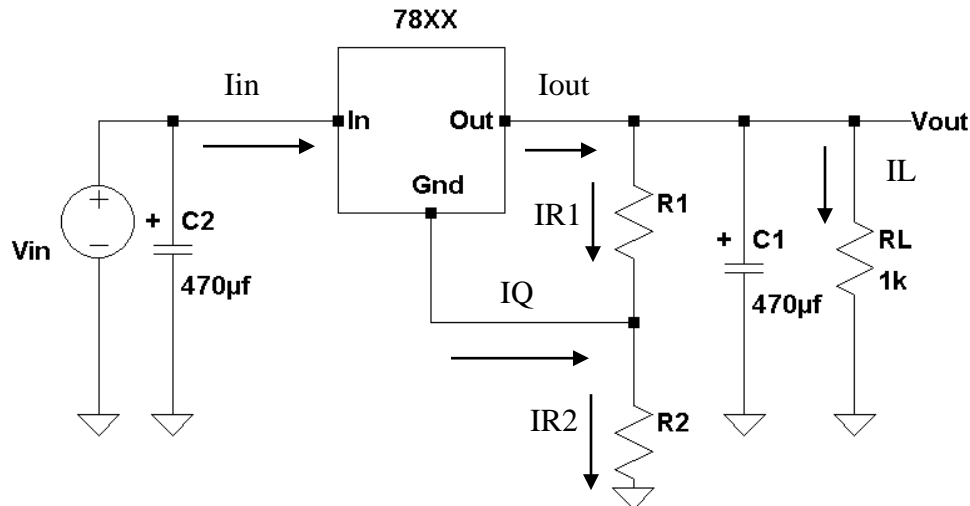 78XX
Iin
Iout
In
Out
Vout
Gnd
IL
IR1
R1
+
C2
+
C1
RL
Vin
470µf
IQ
470µf
1k
IR2
R2